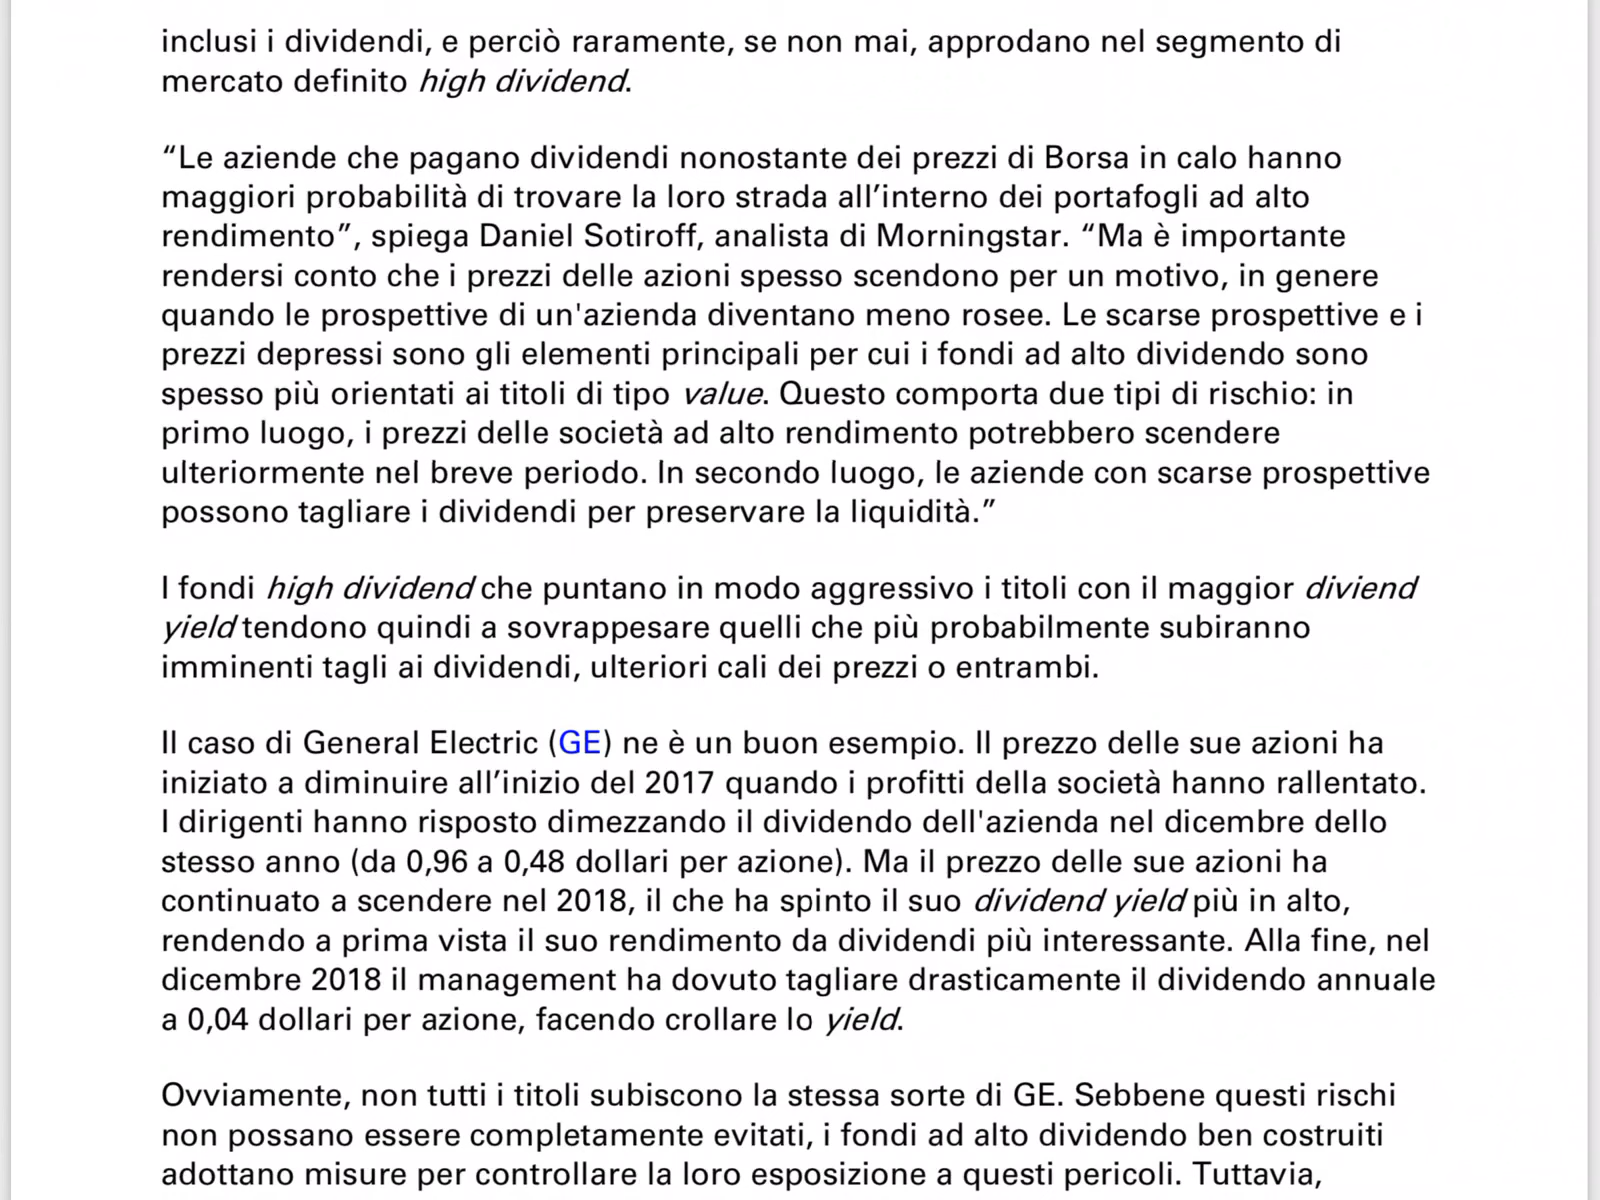 inclusi i dividendi, e perciò raramente, se non mai, approdano nel segmento di
mercato definito high dividend.
“Le aziende che pagano dividendi nonostante dei prezzi di Borsa in calo hanno
maggiori probabilità di trovare la loro strada all’interno dei portafogli ad alto
rendimento”, spiega Daniel Sotiroff, analista di Morningstar. “Ma è importante
rendersi conto che i prezzi delle azioni spesso scendono per un motivo, in genere
quando le prospettive di un'azienda diventano meno rosee. Le scarse prospettive e i
prezzi depressi sono gli elementi principali per cui i fondi ad alto dividendo sono
spesso più orientati ai titoli di tipo value. Questo comporta due tipi di rischio: in
primo luogo, i prezzi delle società ad alto rendimento potrebbero scendere
ulteriormente nel breve periodo. In secondo luogo, le aziende con scarse prospettive
possono tagliare i dividendi per preservare la liquidità.”
I fondi high dividend che puntano in modo aggressivo i titoli con il maggior diviend
yield tendono quindi a sovrappesare quelli che più probabilmente subiranno
imminenti tagli ai dividendi, ulteriori cali dei prezzi o entrambi.
Il caso di General Electric (GE) ne è un buon esempio. Il prezzo delle sue azioni ha
iniziato a diminuire all’inizio del 2017 quando i profitti della società hanno rallentato.
I dirigenti hanno risposto dimezzando il dividendo dell'azienda nel dicembre dello
stesso anno (da 0,96 a 0,48 dollari per azione). Ma il prezzo delle sue azioni ha
continuato a scendere nel 2018, il che ha spinto il suo dividend yield più in alto,
rendendo a prima vista il suo rendimento da dividendi più interessante. Alla fine, nel
dicembre 2018 il management ha dovuto tagliare drasticamente il dividendo annuale
a 0,04 dollari per azione, facendo crollare lo yield.
Ovviamente, non tutti i titoli subiscono la stessa sorte di GE. Sebbene questi rischi
non possano essere completamente evitati, i fondi ad alto dividendo ben costruiti
adottano misure per controllare la loro esposizione a questi pericoli. Tuttavia,